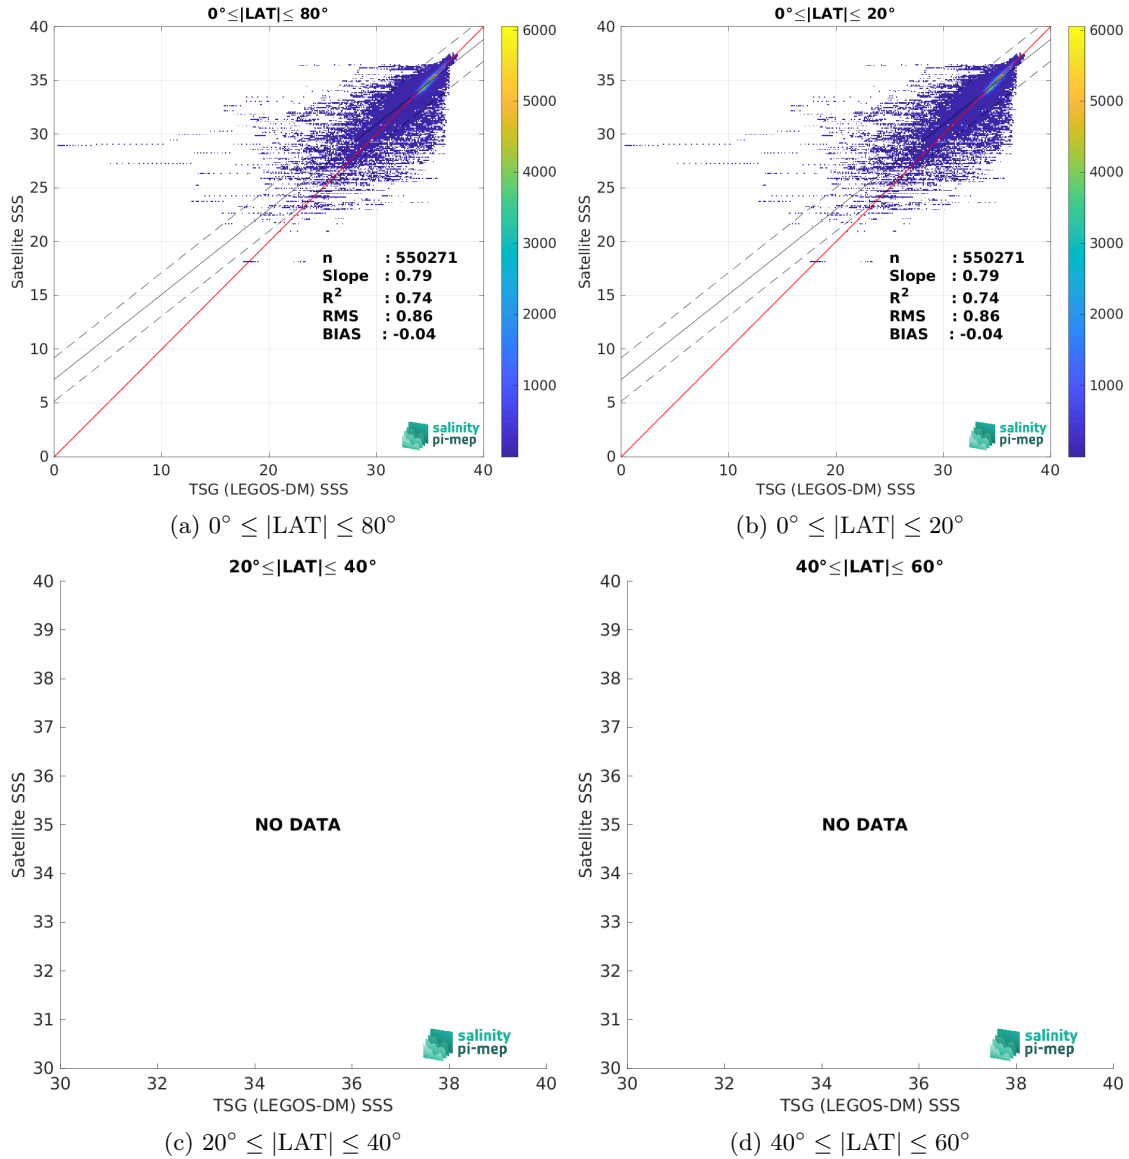 0°≤|LAT|≤ 80°
40
35
30
25
20
15
10
5
0
Satellite SSS
n : 550271
Slope : 0.79
R² : 0.74
RMS : 0.86
BIAS : -0.04
salinity
pi-mep
0 10 20 30 40
TSG (LEGOS-DM) SSS
6000
5000
4000
3000
2000
1000
(a) 0° ≤ |LAT| ≤ 80°
0°≤|LAT|≤ 20°
40
35
30
25
20
15
10
5
0
Satellite SSS
n : 550271
Slope : 0.79
R² : 0.74
RMS : 0.86
BIAS : -0.04
salinity
pi-mep
0 10 20 30 40
TSG (LEGOS-DM) SSS
6000
5000
4000
3000
2000
1000
(b) 0° ≤ |LAT| ≤ 20°
20°≤|LAT|≤ 40°
40
39
38
37
36
35
34
33
32
31
30
Satellite SSS
NO DATA
salinity
pi-mep
30 32 34 36 38 40
TSG (LEGOS-DM) SSS
(c) 20° ≤ |LAT| ≤ 40°
40°≤|LAT|≤ 60°
40
39
38
37
36
35
34
33
32
31
30
Satellite SSS
NO DATA
salinity
pi-mep
30 32 34 36 38 40
TSG (LEGOS-DM) SSS
(d) 40° ≤ |LAT| ≤ 60°